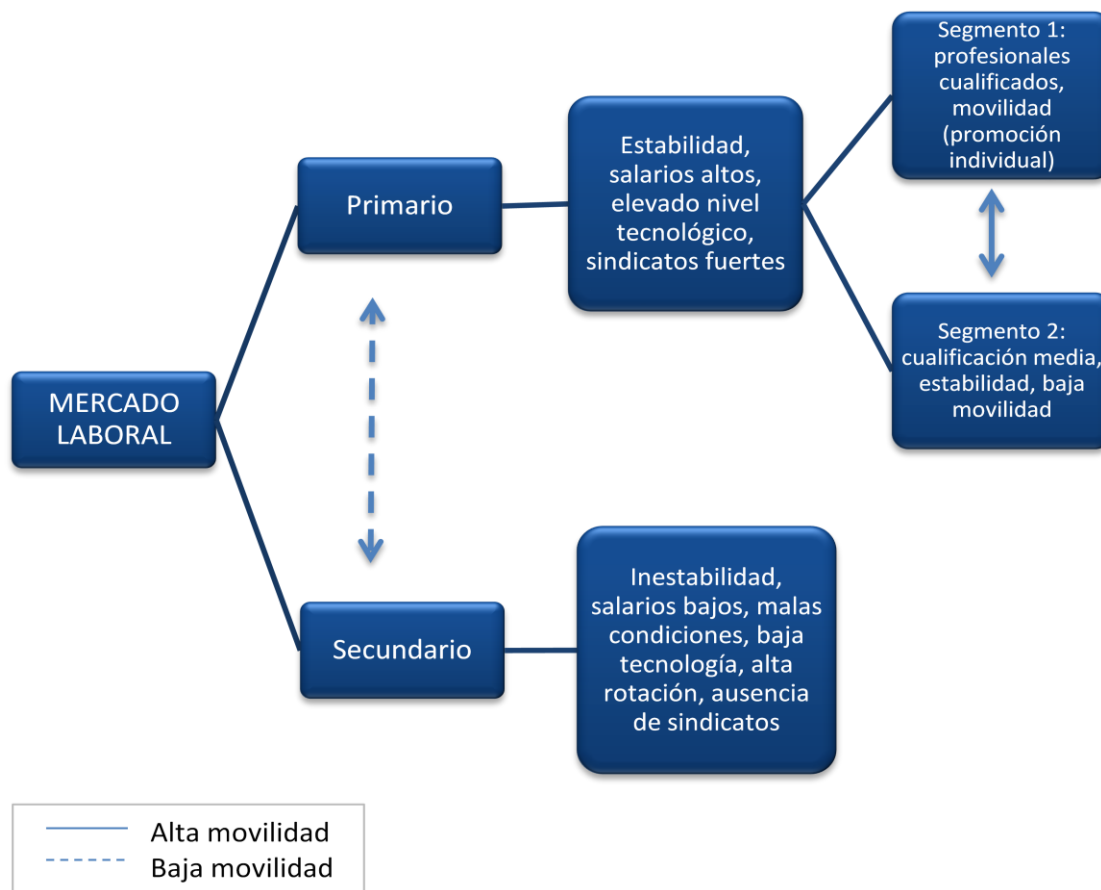 Segmento 1:
profesionales
cualificados,
movilidad
(promoción
individual)
Estabilidad,
salarios altos,
elevado nivel
tecnológico,
sindicatos fuertes
Primario
Segmento 2:
cualificación media,
estabilidad, baja
movilidad
MERCADO
LABORAL
Inestabilidad,
salarios bajos, malas
condiciones, baja
tecnología, alta
rotación, ausencia
de sindicatos
Secundario
Alta movilidad
Baja movilidad